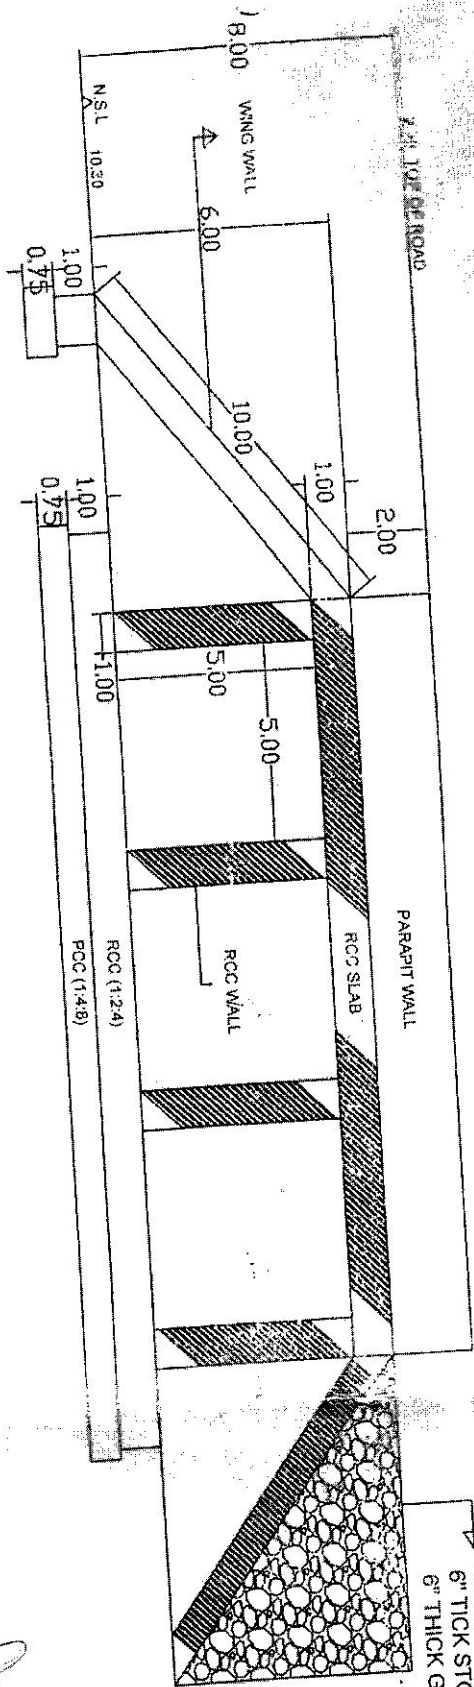 TOP OF ROAD
8.00
WING WALL
6.00
N.S.L 10.30
1.00
0.75
10.00
1.00
2.00
1.00
0.75
1.00
5.00
5.00
PARAPIT WALL
RCC SLAB
RCC WALL
RCC (1:2:4)
PCC (1:4:8)
6" TICK
6" THICK